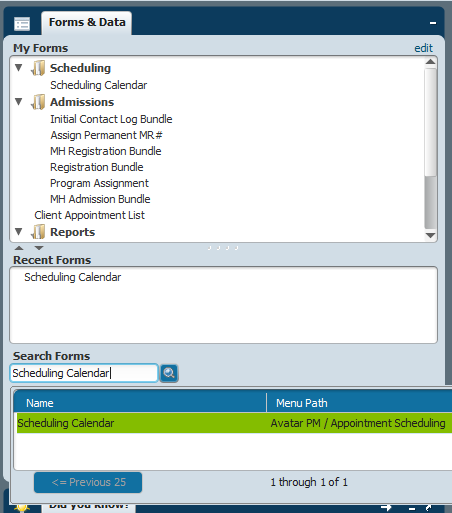 Forms & Data
My Forms edit
Scheduling
Scheduling Calendar
Admissions
Initial Contact Log Bundle
Assign Permanent MR#
MH Registration Bundle
Registration Bundle
Program Assignment
MH Admission Bundle
Client Appointment List
Reports
Recent Forms
Scheduling Calendar
Search Forms
Scheduling Calendar
Name Menu Path
Scheduling Calendar Avatar PM / Appointment Scheduling
<= Previous 25 1 through 1 of 1
Did you know?